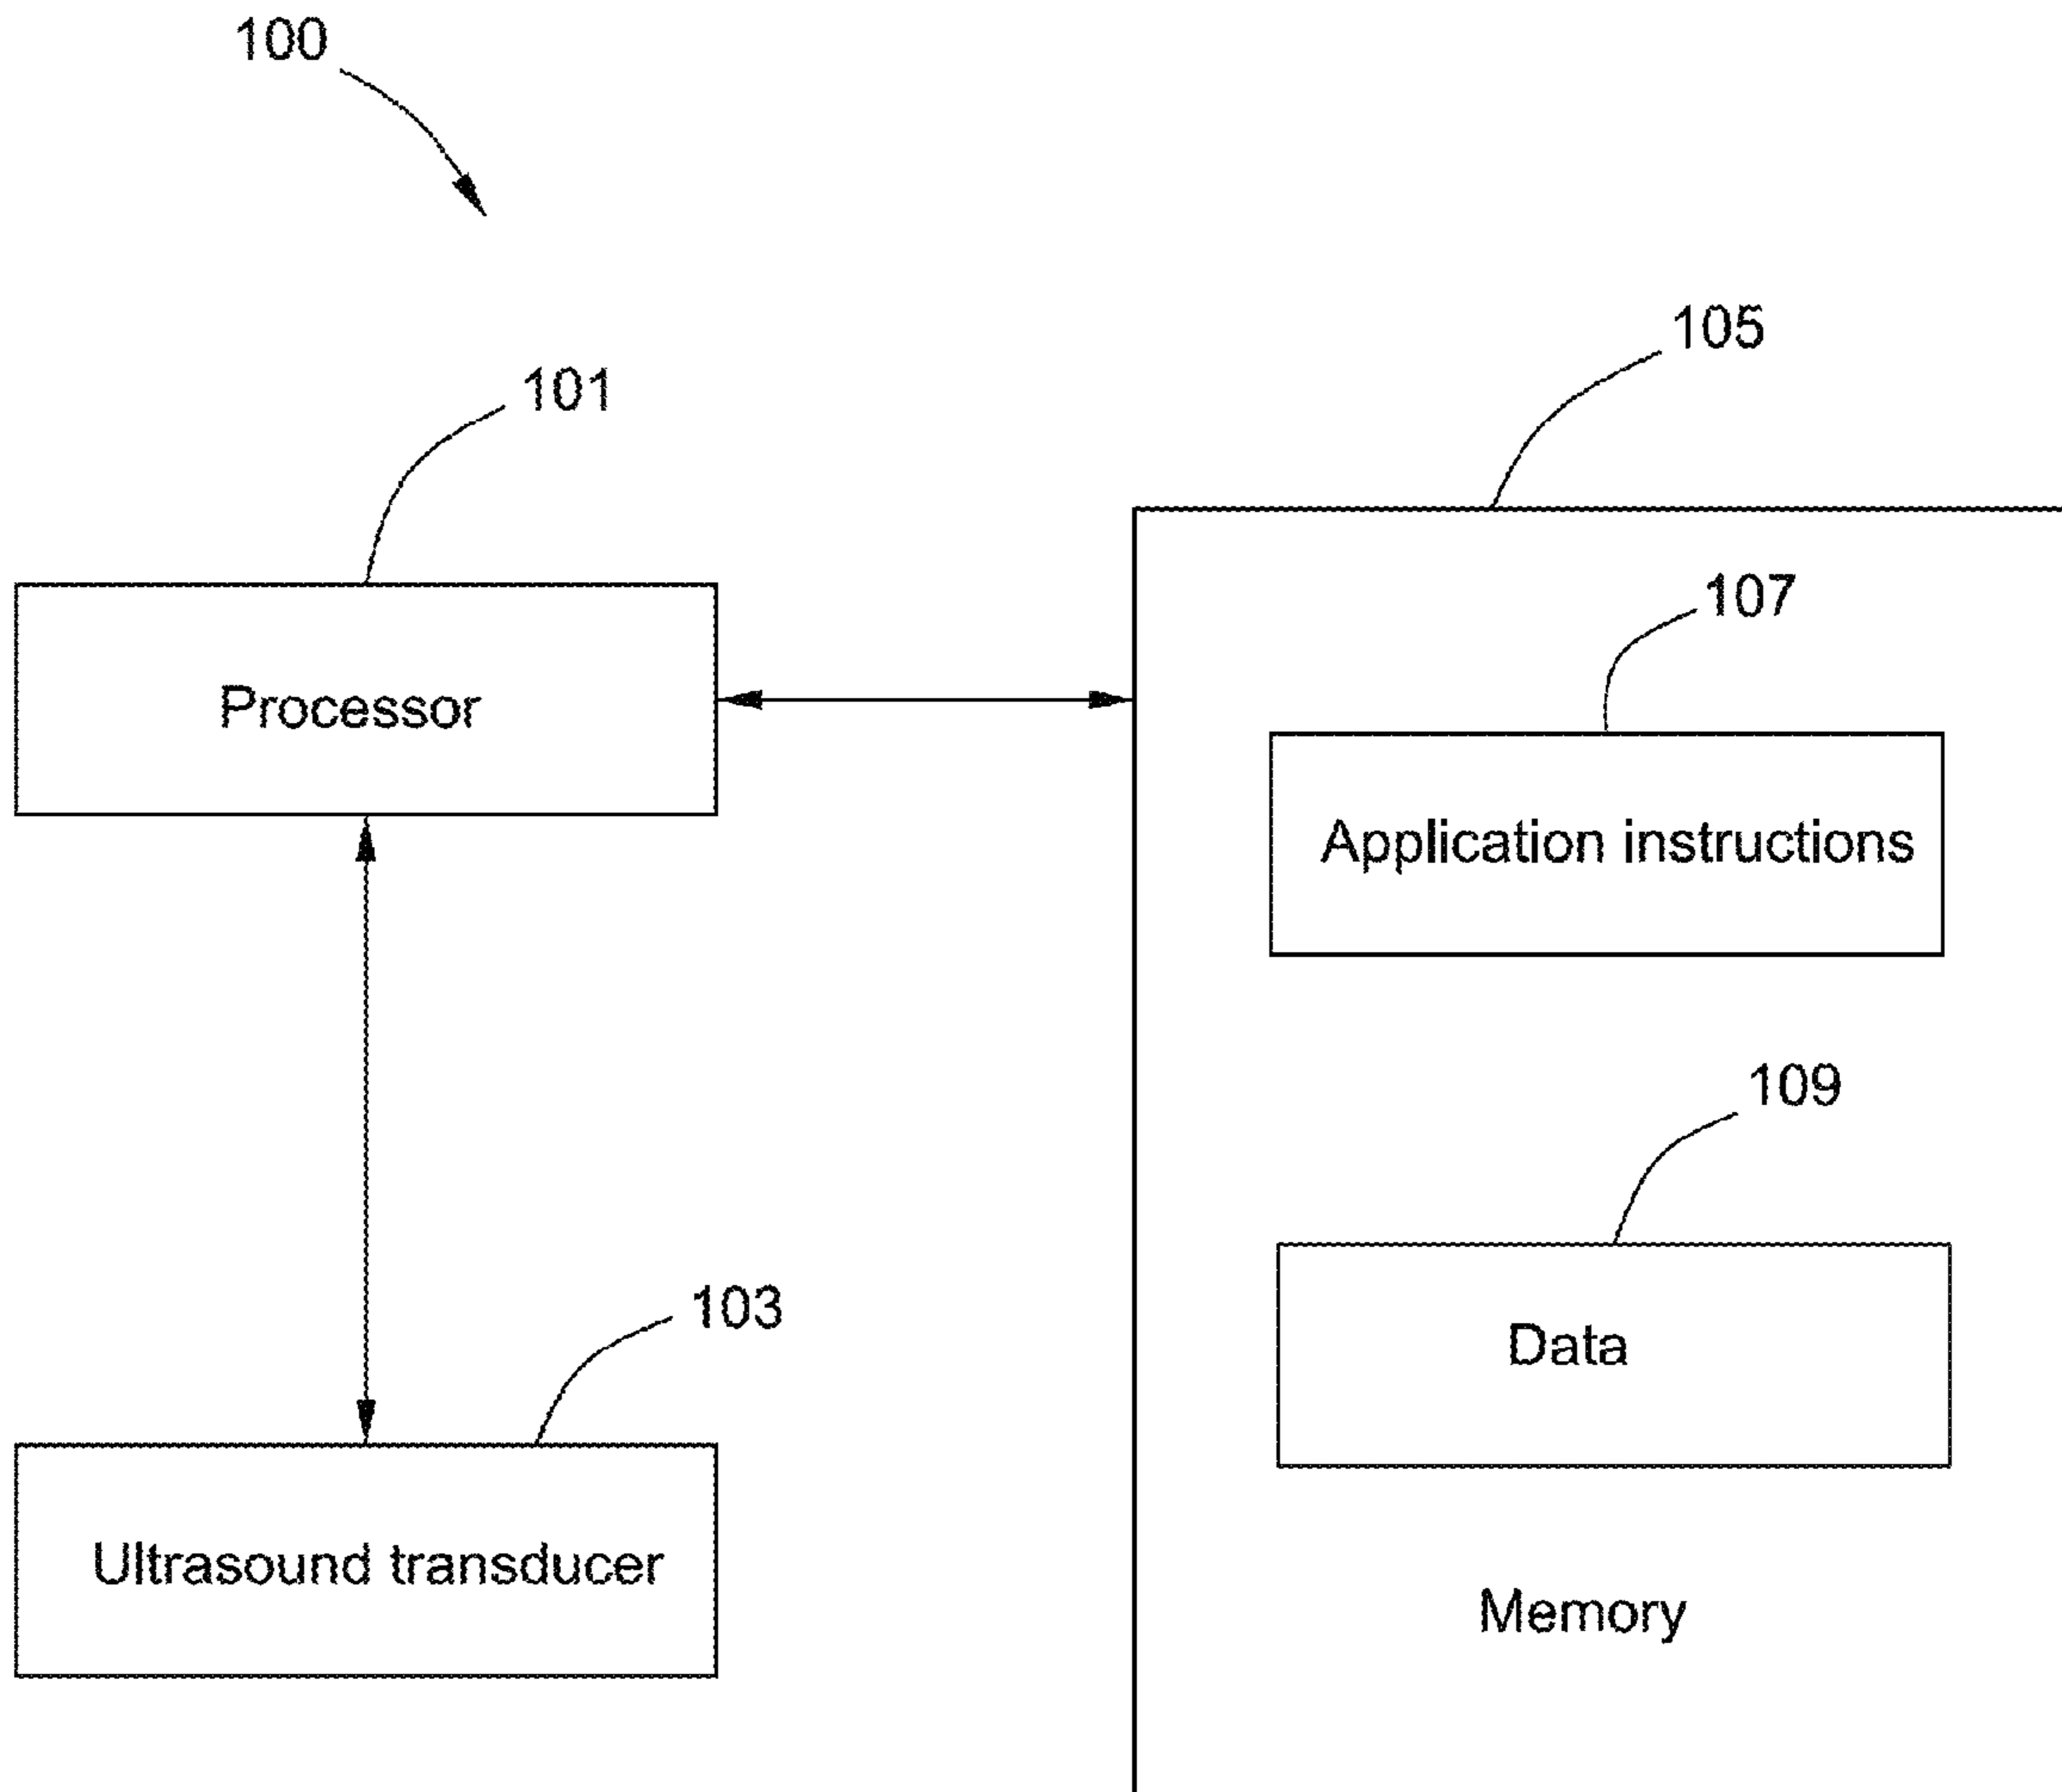 100
105
101
107
Processor
Application instructions
109
103
Data
Ultrasound transducer
Memory